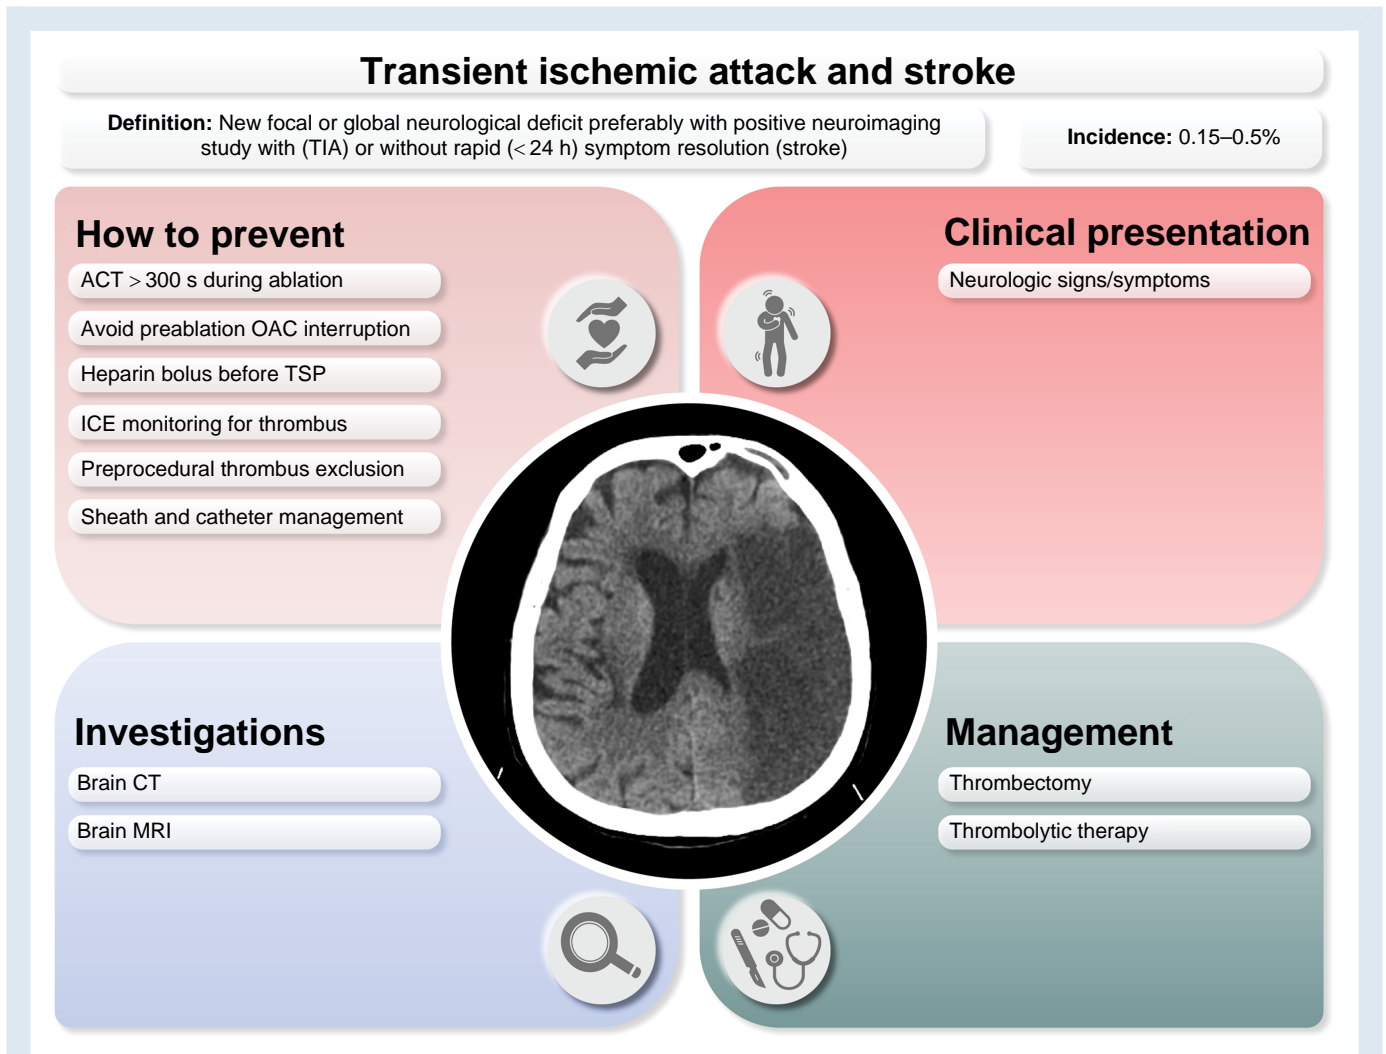 Transient ischemic attack and stroke
Definition: New focal or global neurological deficit preferably with positive neuroimaging
study with (TIA) or without rapid (< 24 h) symptom resolution (stroke)
Incidence: 0.15–0.5%
How to prevent
ACT > 300 s during ablation
Avoid preablation OAC interruption
Heparin bolus before TSP
ICE monitoring for thrombus
Preprocedural thrombus exclusion
Sheath and catheter management
Clinical presentation
Neurologic signs/symptoms
Investigations
Brain CT
Brain MRI
Management
Thrombectomy
Thrombolytic therapy